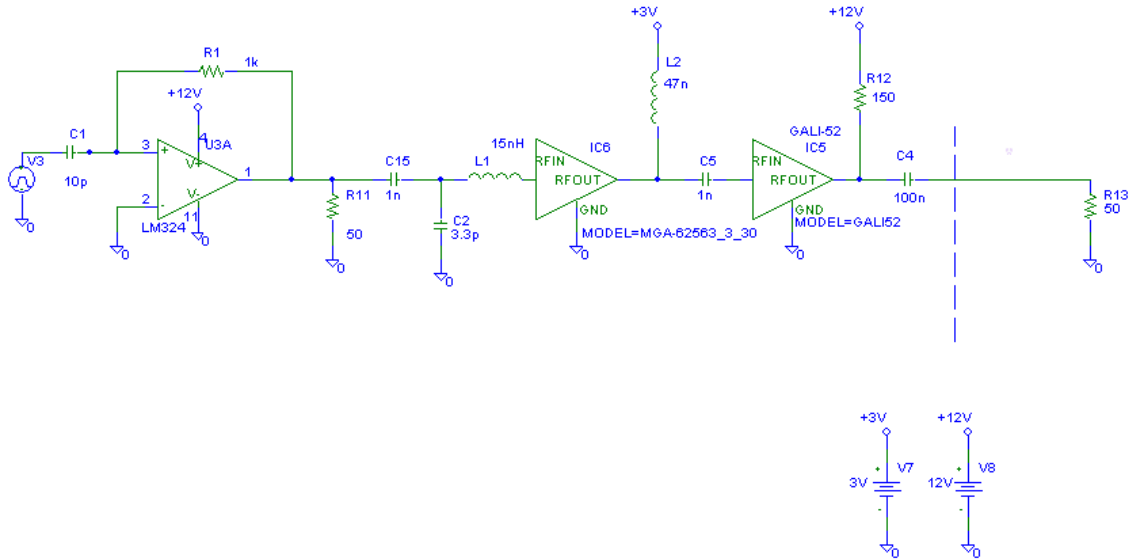 +3V
+12V
R1
1k
L2
47n
R12
150
+12V
GALI-52
C1
3
4
U3A
15nH
IC6
IC5
V3
+
V+
1
C15
L1
RFIN
C5
RFIN
C4
10p
RFOUT
RFOUT
2
-
V-
R11
1n
1n
100n
R13
11
GND
GND
50
LM324
0
C2
MODEL=MGA-62563_3_30
MODEL=GALI52
0
0
50
3.3p
0
0
0
0
0
+3V
+12V
+
V7
+
V8
3V
12V
-
-
0
0